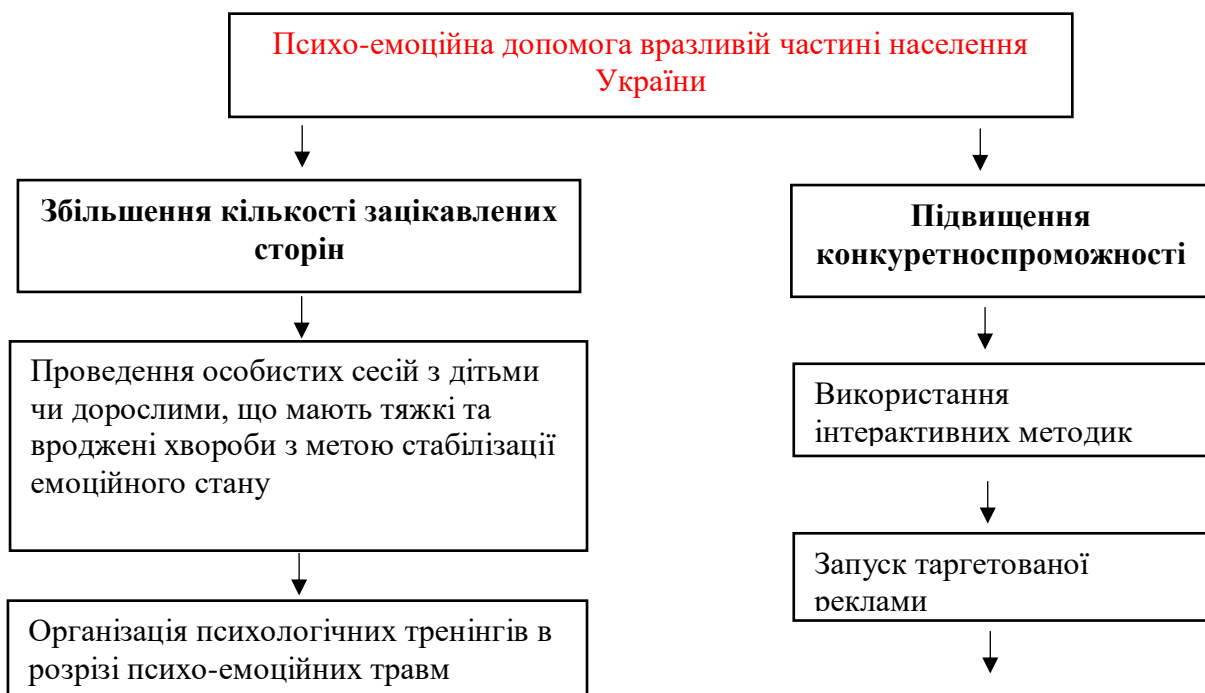 Психо-емоційна допомога вразливій частині населення
України
Збільшення кількості зацікавлених
сторін
Підвищення
конкуретноспроможності
Проведення особистих сесій з дітьми
чи дорослими, що мають тяжкі та
вроджені хвороби з метою стабілізації
емоційного стану
Використання
інтерактивних методик
Запуск таргетованої
реклами
Організація психологічних тренінгів в
розрізі психо-емоційних травм